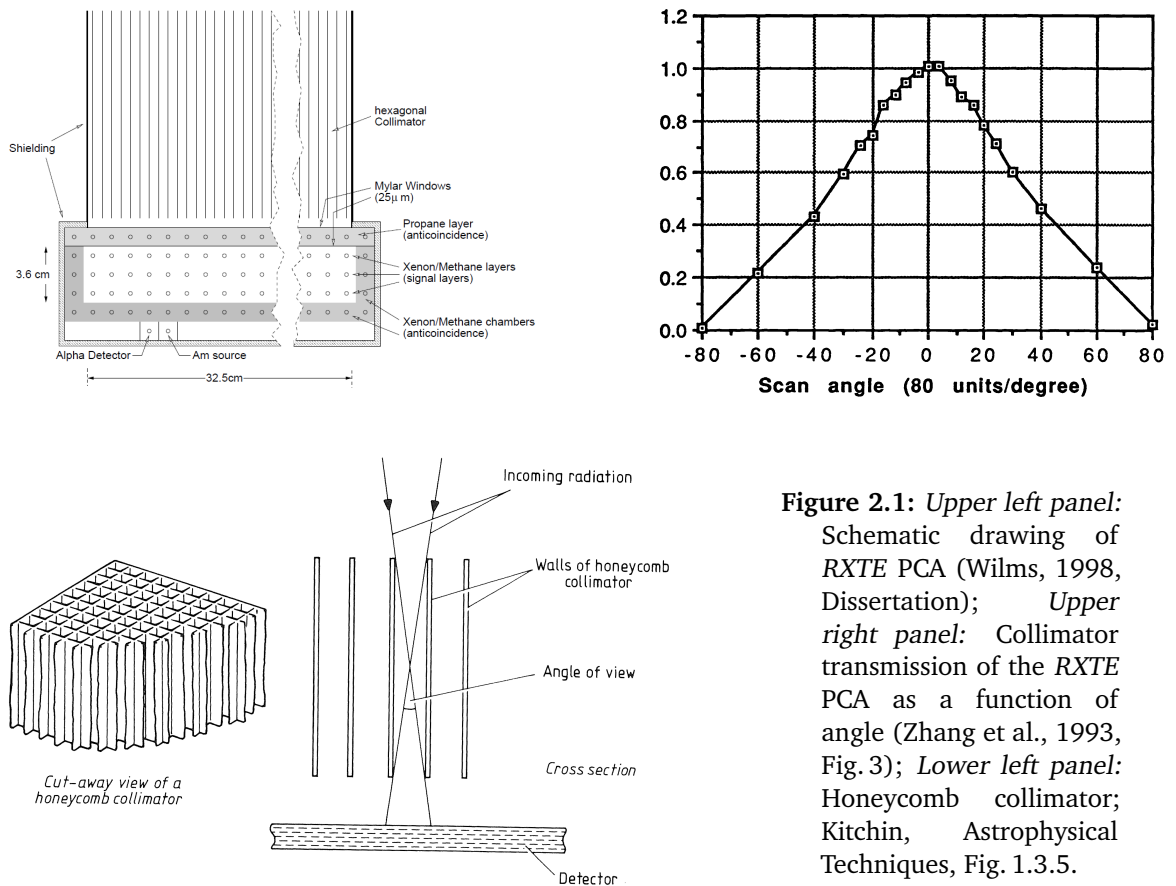 Shielding
hexagonal
Collimator
Mylar Windows
(25μ m)
Propane layer
(anticoincidence)
3.6 cm
Xenon/Methane layers
(signal layers)
Xenon/Methane chambers
(anticoincidence)
Alpha Detector
Am source
32.5cm
1.2
1.0
0.8
0.6
0.4
0.2
0.0
-80 -60 -40 -20 0 20 40 60 80
Scan angle (80 units/degree)
Incoming radiation
Walls of honeycomb
collimator
Angle of view
Cross section
Cut-away view of a
honeycomb collimator
Detector
Figure 2.1: Upper left panel:
Schematic drawing of
RXTE PCA (Wilms, 1998,
Dissertation); Upper
right panel: Collimator
transmission of the RXTE
PCA as a function of
angle (Zhang et al., 1993,
Fig. 3); Lower left panel:
Honeycomb collimator;
Kitchin, Astrophysical
Techniques, Fig. 1.3.5.